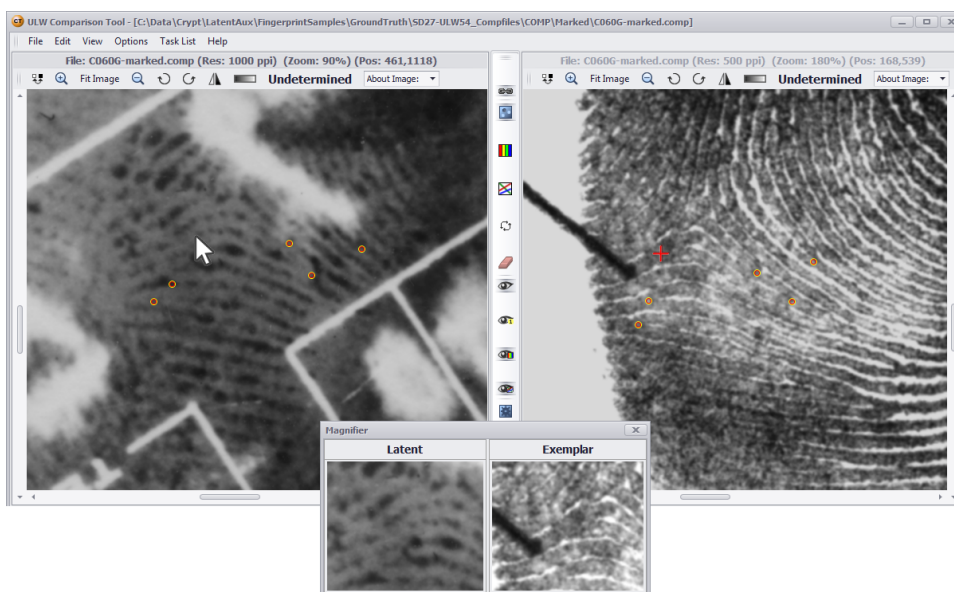 GT ULW Comparison Tool - [C:\Data\Crypt\LatentAux\FingerprintSamples\GroundTruth\SD27-ULW54_Compfiles\COMP\Marked\C060G-marked.comp]
File Edit View Options Task List Help
File: C060G-marked.comp (Res: 1000 ppi) (Zoom: 90%) (Pos: 461,1118)
Fit Image Undetermined About Image:
File: C060G-marked.comp (Res: 500 ppi) (Zoom: 180%) (Pos: 168,539)
Fit Image Undetermined About Image:
Magnifier
Latent Exemplar